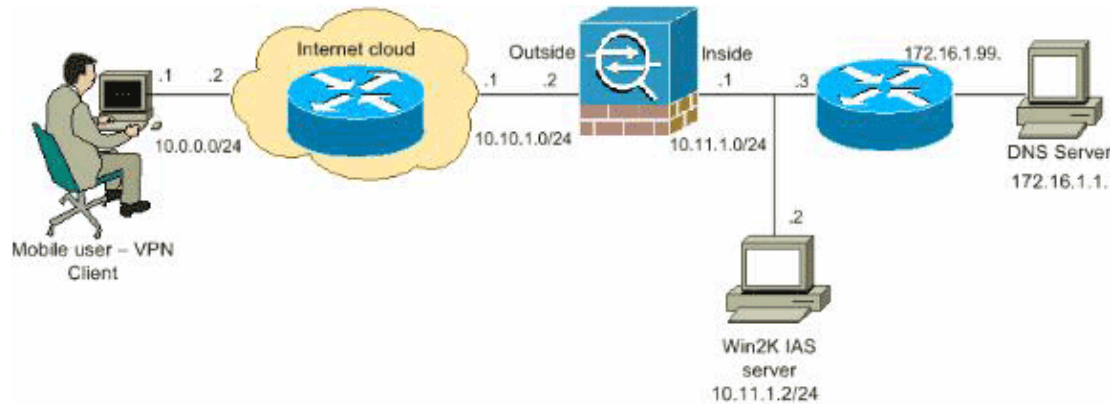 Internet cloud
Outside
Inside
172.16.1.99.
.1
.2
.1
.2
.1
.3
10.0.0.0/24
10.10.1.0/24
10.11.1.0/24
DNS Server
172.16.1.1.
.2
Mobile user – VPN
Client
Win2K IAS
server
10.11.1.2/24